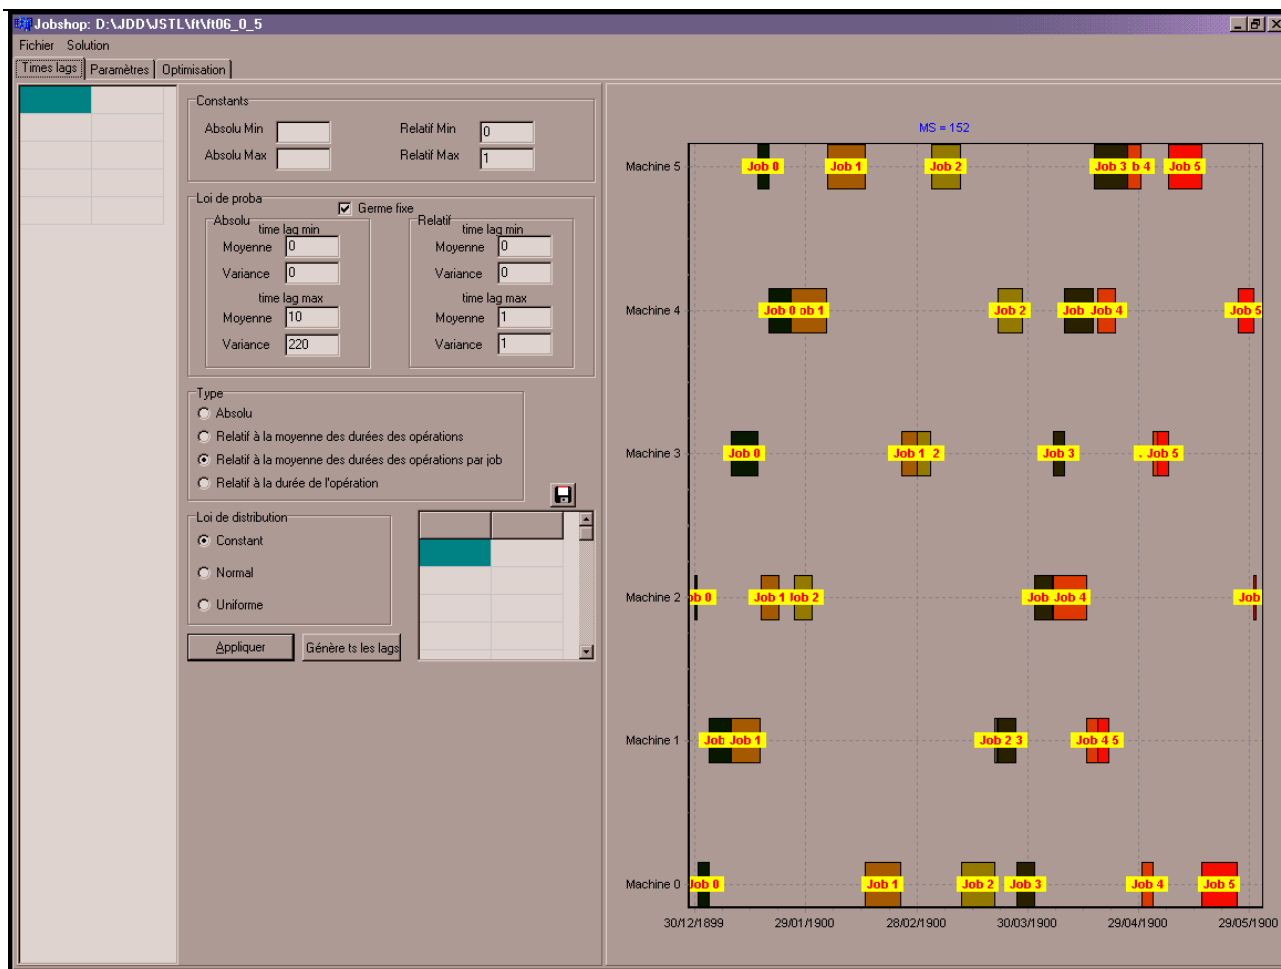 Jobshop: D:\JDD\JSTL\ft\ft06_0_5
Fichier Solution
Times lags Paramètres Optimisation
Constants
Absolu Min Relatif Min 0
Absolu Max Relatif Max 1
Loi de proba
Germe fixe
Absolu Relatif
time lag min time lag min
Moyenne 0 Moyenne 0
Variance 0 Variance 0
time lag max time lag max
Moyenne 10 Moyenne 1
Variance 220 Variance 1
Type
Absolu
Relatif à la moyenne des durées des opérations
Relatif à la moyenne des durées des opérations par job
Relatif à la durée de l'opération
Loi de distribution
Constant
Normal
Uniforme
Appliquer Génère ts les lags
MS = 152
Machine 5 Job 0 Job 1 Job 2 Job 3 b 4 Job 5
Machine 4 Job 0 ob 1 Job 2 Job Job 4 Job 5
Machine 3 Job 0 Job 1 2 Job 3 . Job 5
Machine 2 ob 0 Job 1 Job 2 Job Job 4 Job
Machine 1 Job Job 1 Job 2 3 Job 4 5
Machine 0 Job 0 Job 1 Job 2 Job 3 Job 4 Job 5
30/12/1899 29/01/1900 28/02/1900 30/03/1900 29/04/1900 29/05/1900